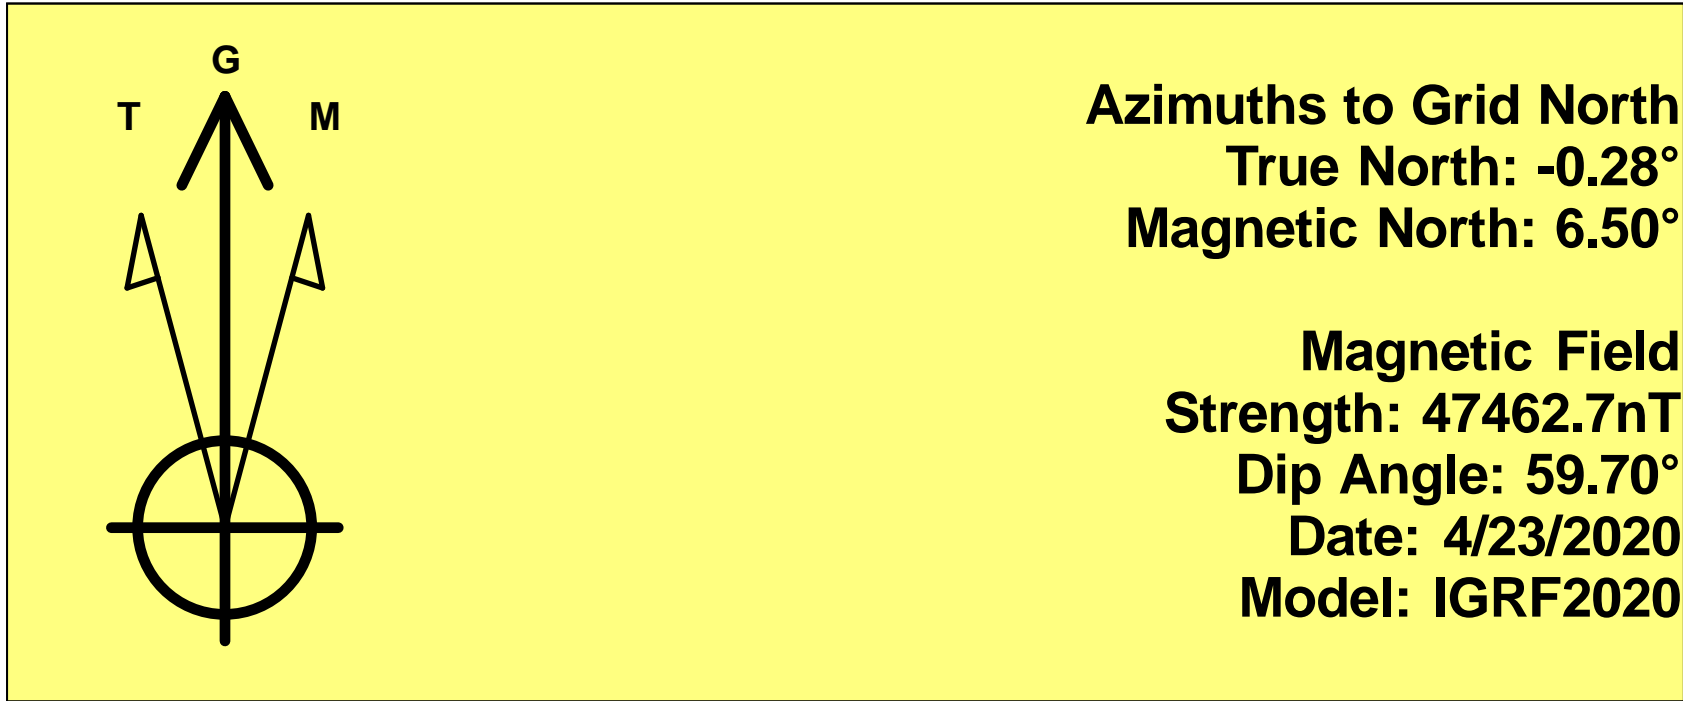 G
T M
Azimuths to Grid North
True North: -0.28°
Magnetic North: 6.50°
Magnetic Field
Strength: 47462.7nT
Dip Angle: 59.70°
Date: 4/23/2020
Model: IGRF2020